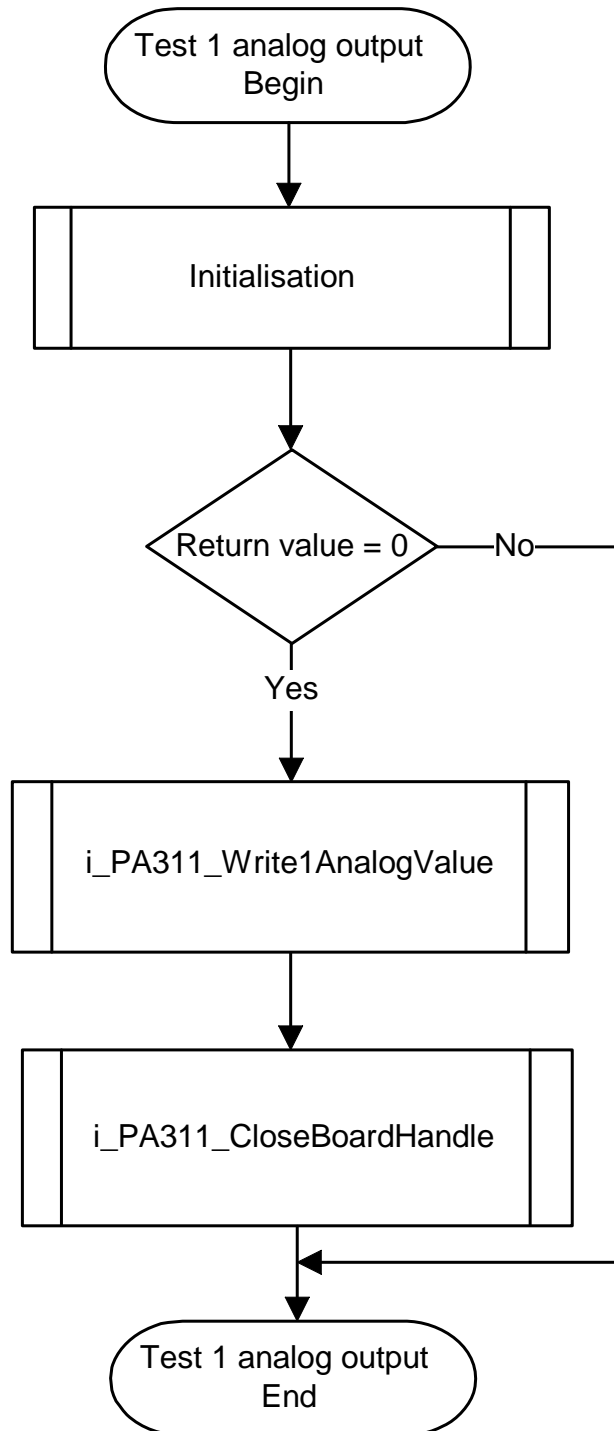 Test 1 analog output
Begin
Initialisation
Return value = 0
No
Yes
i_PA311_Write1AnalogValue
i_PA311_CloseBoardHandle
Test 1 analog output
End